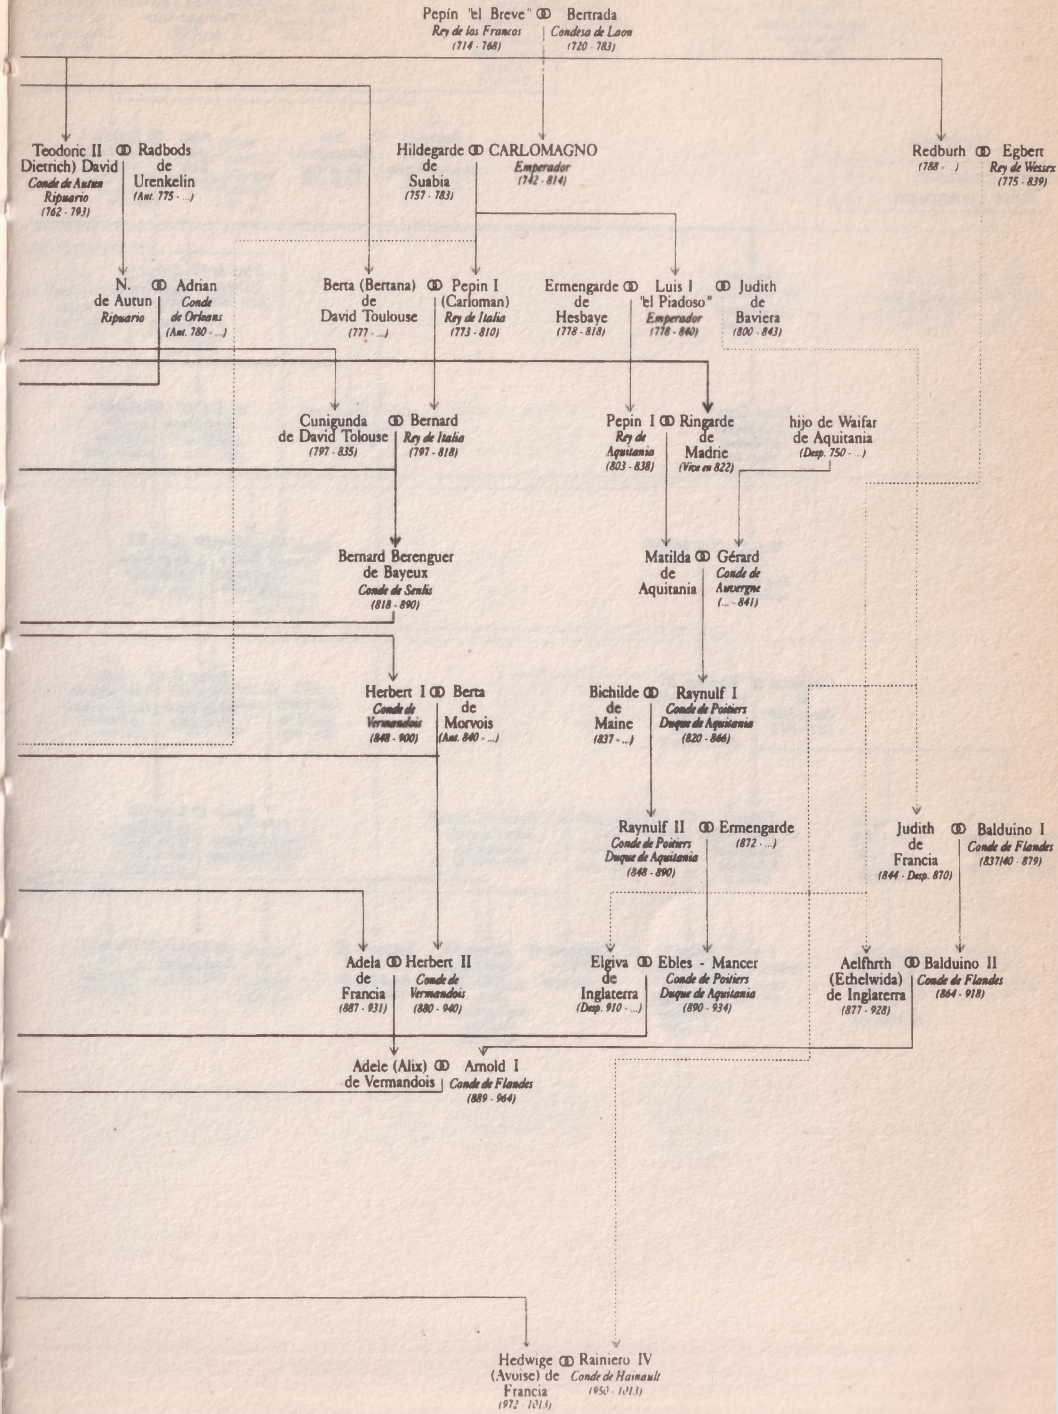 Pepín "el Breve" ⚭ Bertrada
Rey de los Francos Condesa de Laon
(714 - 768) (720 - 783)
Teodoric II ⚭ Radbods
Dietrich) David de
Conde de Autun Urenkelin
Ripuario (Ant. 775 - ...)
(762 - 793)
Hildegarde ⚭ CARLOMAGNO
de Emperador
Suabia (742 - 814)
(757 - 783)
Redburh ⚭ Egbert
(788 - ) Rey de Wessex
(775 - 839)
N. ⚭ Adrian
de Autun Conde
Ripuario de Orleans
(Ant. 780 - ...)
Berta (Bertana) ⚭ Pepin I
de (Carloman)
David Toulouse Rey de Italia
(777 - ...) (773 - 810)
Ermengarde ⚭ Luis I ⚭ Judith
de "el Piadoso" de
Hesbaye Emperador Baviera
(778 - 818) (778 - 840) (800 - 843)
Cunigunda ⚭ Bernard
de David Tolouse Rey de Italia
(797 - 835) (797 - 818)
Pepin I ⚭ Ringarde
Rey de de
Aquitania Madrie
(803 - 838) (Vive en 822)
hijo de Waifar
de Aquitania
(Desp. 750 - ...)
Bernard Berenguer
de Bayeux
Conde de Senlis
(818 - 890)
Matilda ⚭ Gérard
de Conde de
Aquitania Auvergne
(... - 841)
Herbert I ⚭ Berta
Conde de de
Vermandois Morvois
(848 - 900) (Ant. 840 - ...)
Bichilde ⚭ Raynulf I
de Conde de Poitiers
Maine Duque de Aquitania
(837 - ...) (820 - 866)
Raynulf II ⚭ Ermengarde
Conde de Poitiers (872 - ...)
Duque de Aquitania
(848 - 890)
Judith ⚭ Balduino I
de Conde de Flandes
Francia (837/40 - 879)
(844 - Desp. 870)
Adela ⚭ Herbert II
de Conde de
Francia Vermandois
(887 - 931) (880 - 940)
Elgiva ⚭ Ebles - Mancer
de Conde de Poitiers
Inglaterra Duque de Aquitania
(Desp. 910 - ...) (890 - 934)
Aelfhrth ⚭ Balduino II
(Ethelwida) Conde de Flandes
de Inglaterra (864 - 918)
(877 - 928)
Adele (Alix) ⚭ Arnold I
de Vermandois Conde de Flandes
(889 - 964)
Hedwige ⚭ Rainiero IV
(Avoise) de Conde de Hainault
Francia (950 - 1013)
(972 - 1013)